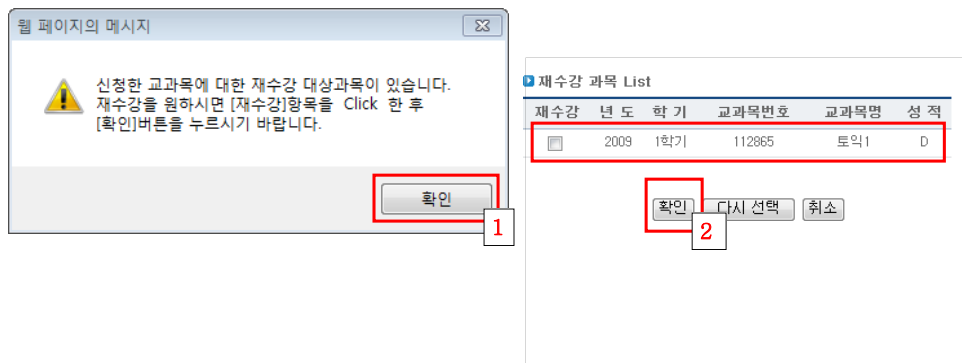 웹 페이지의 메시지
신청한 교과목에 대한 재수강 대상과목이 있습니다.
재수강을 원하시면 [재수강]항목을 Click 한 후
[확인]버튼을 누르시기 바랍니다.
확인
1
재수강 과목 List
재수강 년 도 학 기 교과목번호 교과목명 성 적
2009 1학기 112865 토익1 D
확인 다시 선택 취소
2